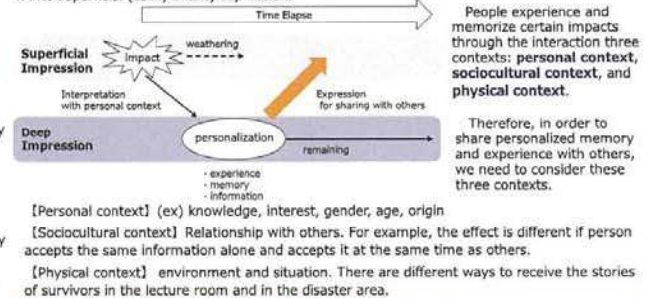 Time Elapse
People experience and
memorize certain impacts
through the interaction three
contexts: personal context,
sociocultural context, and
physical context.
Superficial
Impression
impact
weathering
Interpretation
with personal context
Expression
for sharing with others
Deep
Impression
personalization
remaining
Therefore, in order to
share personalized memory
and experience with others,
we need to consider these
three contexts.
· experience
· memory
· information
【Personal context】 (ex) knowledge, interest, gender, age, origin
【Sociocultural context】 Relationship with others. For example, the effect is different if person
accepts the same information alone and accepts it at the same time as others.
【Physical context】 environment and situation. There are different ways to receive the stories
of survivors in the lecture room and in the disaster area.